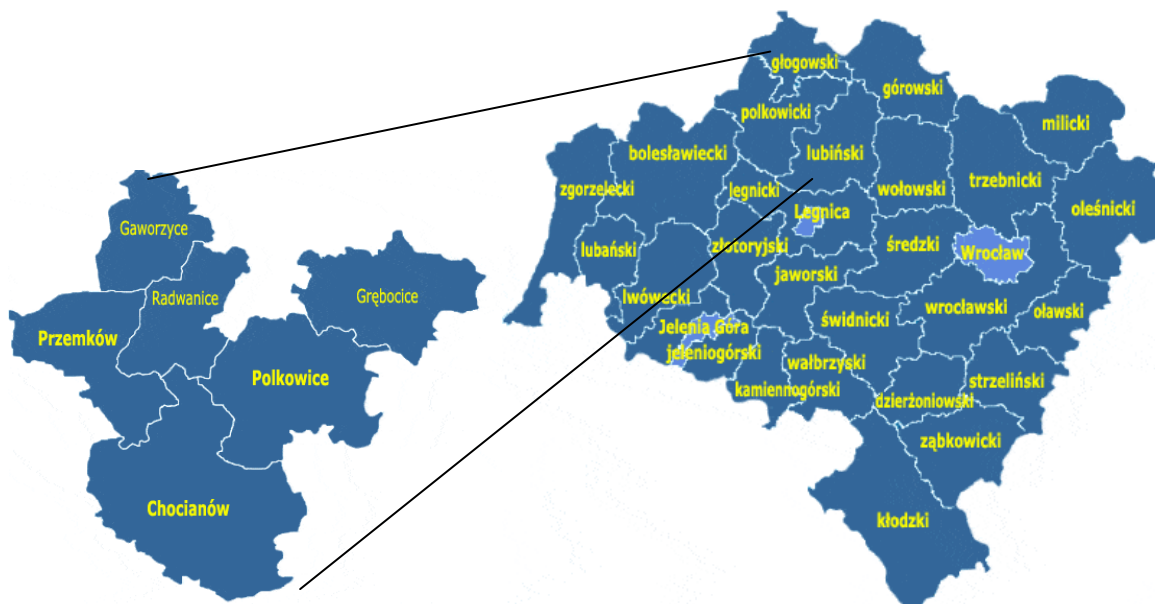 Gaworzyce
Radwanice
Grębocice
Przemków
Polkowice
Chocianów
głogowski
górowski
polkowicki
milicki
bolesławiecki
lubiński
zgorzelecki
legnicki
wołowski
trzebnicki
oleśnicki
Legnica
lubański
złotoryjski
średzki
Wrocław
jaworski
lwówecki
wrocławski
oławski
Jelenia Góra
świdnicki
jeleniogórski
wałbrzyski
kamiennogórski
strzeliński
dzierżoniowski
ząbkowicki
kłodzki